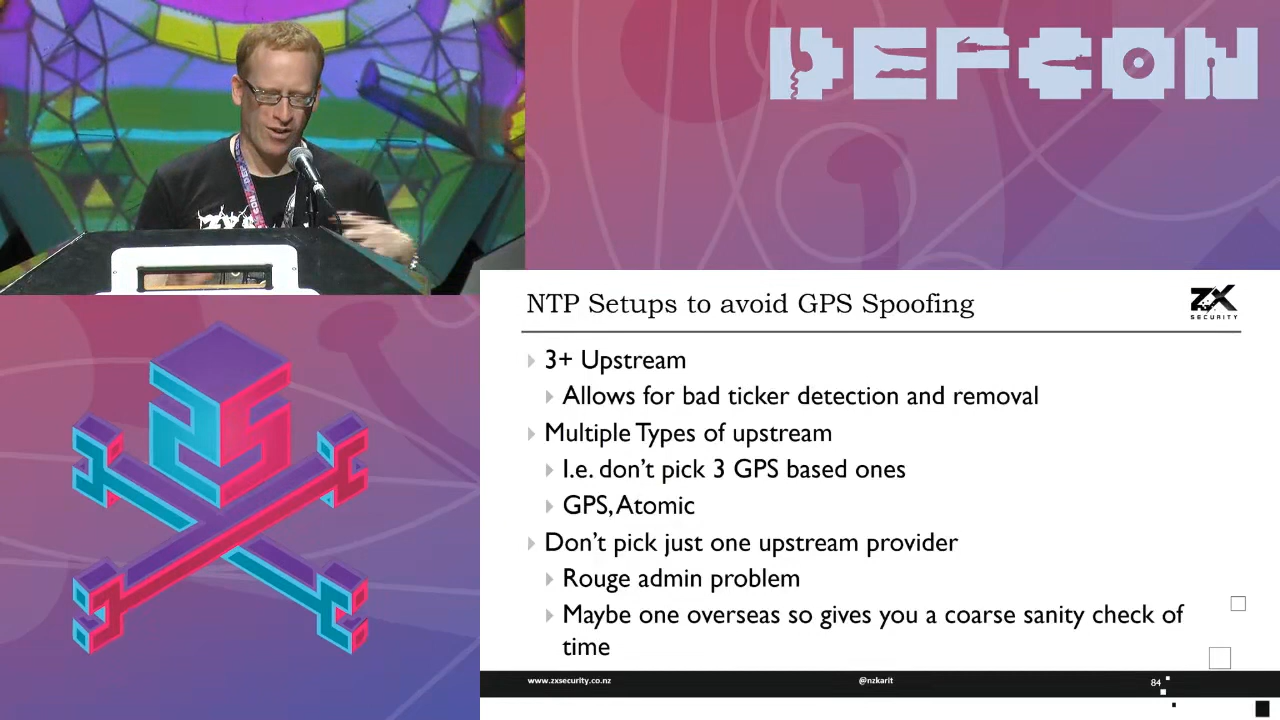 DEFCON
NTP Setups to avoid GPS Spoofing
ZX
SECURITY
3+ Upstream
Allows for bad ticker detection and removal
Multiple Types of upstream
I.e. don't pick 3 GPS based ones
GPS, Atomic
Don't pick just one upstream provider
Rouge admin problem
Maybe one overseas so gives you a coarse sanity check of
time
www.zxsecurity.co.nz
@nzkarit
84